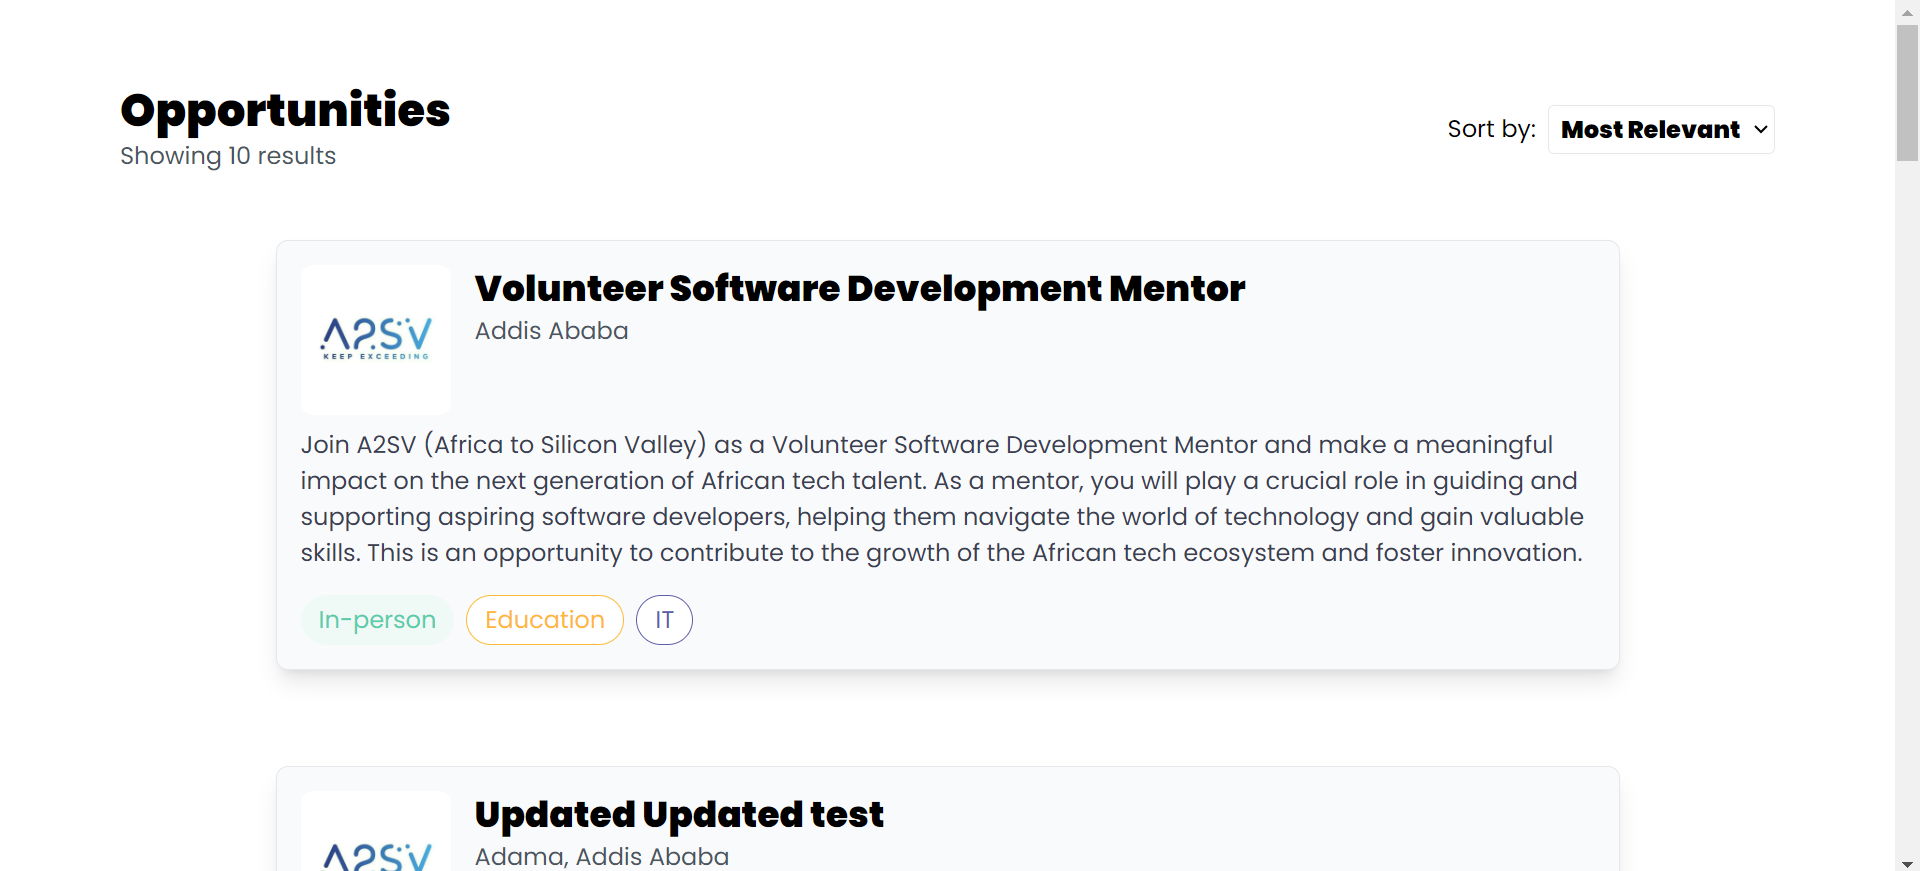 Opportunities
Showing 10 results
Sort by: Most Relevant
A2SV
KEEP EXCEEDING
Volunteer Software Development Mentor
Addis Ababa
Join A2SV (Africa to Silicon Valley) as a Volunteer Software Development Mentor and make a meaningful
impact on the next generation of African tech talent. As a mentor, you will play a crucial role in guiding and
supporting aspiring software developers, helping them navigate the world of technology and gain valuable
skills. This is an opportunity to contribute to the growth of the African tech ecosystem and foster innovation.
In-person Education IT
A2SV
Updated Updated test
Adama, Addis Ababa